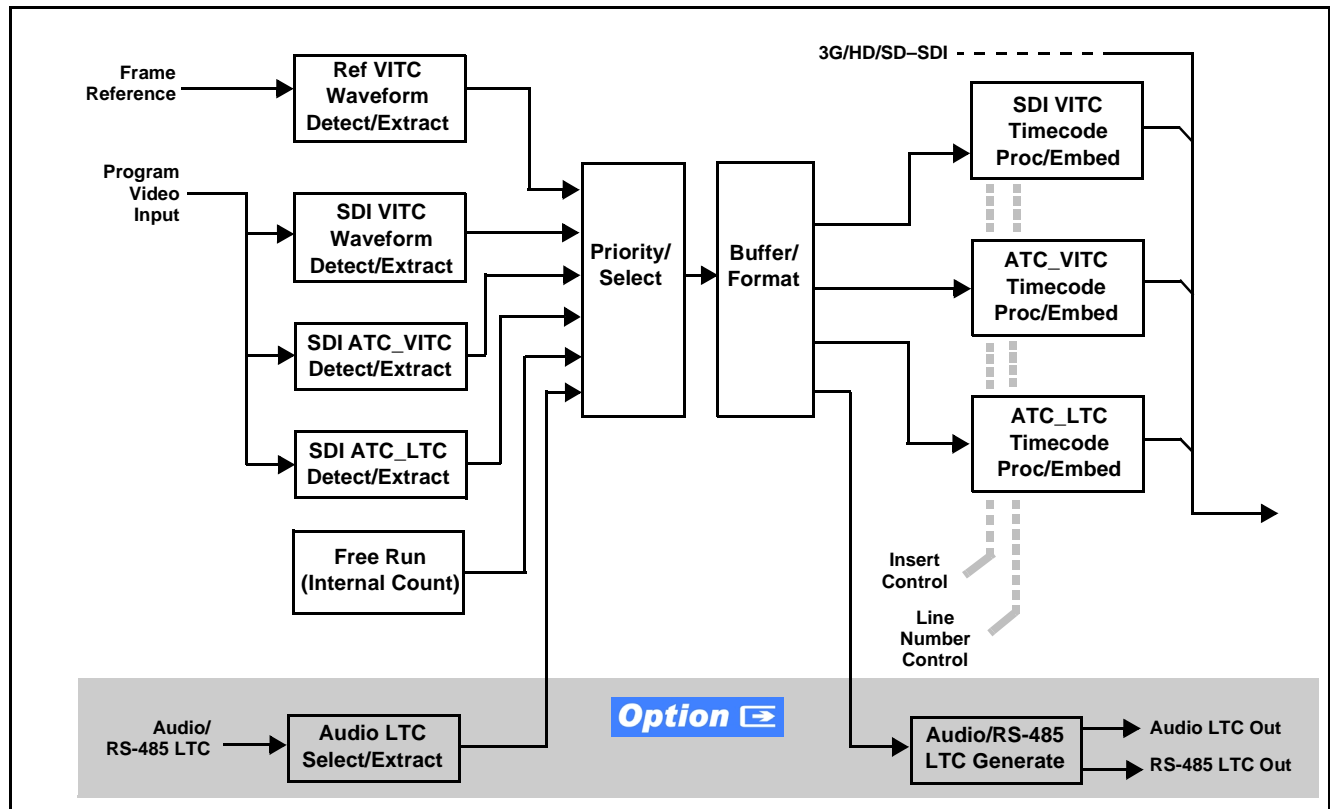 Frame
Reference
Ref VITC
Waveform
Detect/Extract
3G/HD/SD–SDI
SDI VITC
Timecode
Proc/Embed
Program
Video
Input
SDI VITC
Waveform
Detect/Extract
Priority/
Select
Buffer/
Format
ATC_VITC
Timecode
Proc/Embed
SDI ATC_VITC
Detect/Extract
SDI ATC_LTC
Detect/Extract
ATC_LTC
Timecode
Proc/Embed
Free Run
(Internal Count)
Insert
Control
Line
Number
Control
Option
Audio/
RS-485 LTC
Audio LTC
Select/Extract
Audio/RS-485
LTC Generate
Audio LTC Out
RS-485 LTC Out